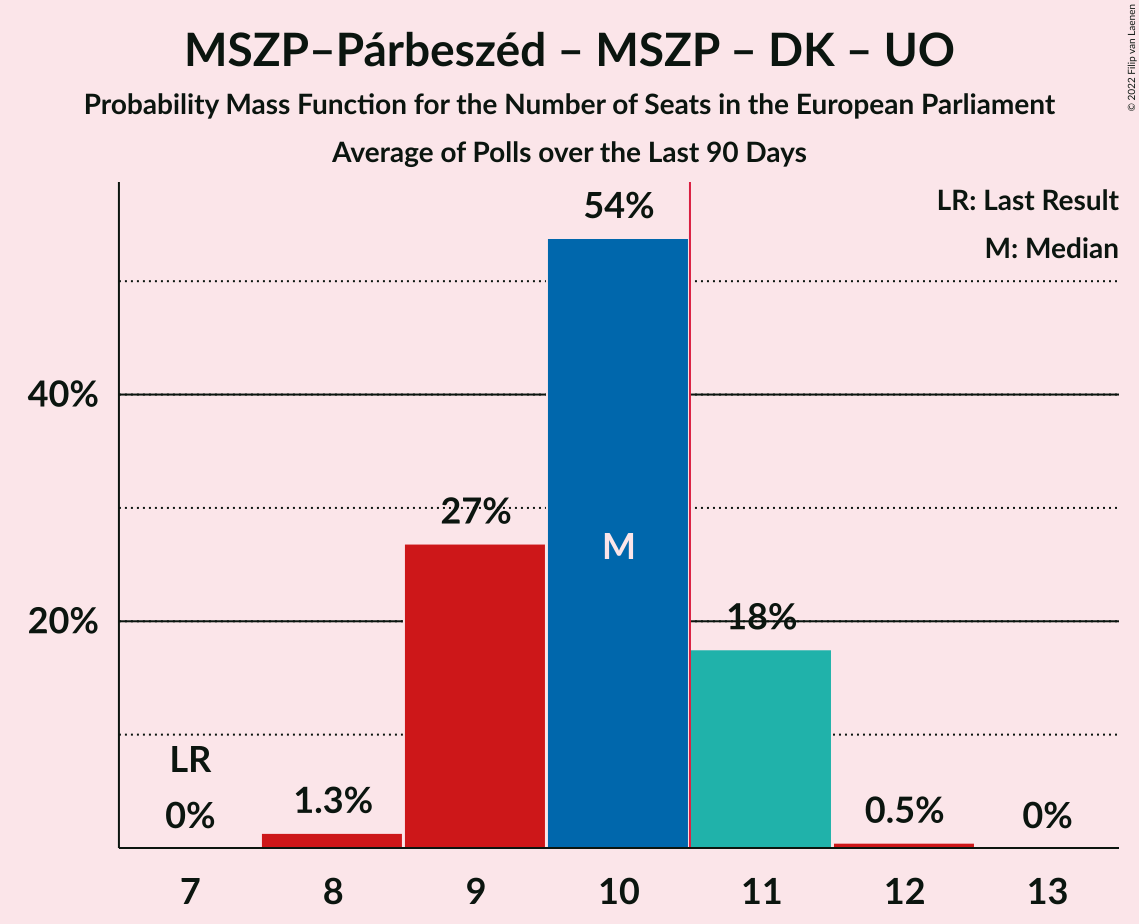 MSZP–Párbeszéd – MSZP – DK – UO
Probability Mass Function for the Number of Seats in the European Parliament
Average of Polls over the Last 90 Days
© 2022 Filip van Laenen
LR: Last Result
M: Median
54%
40%
27%
M
20%
18%
LR
0%
1.3%
0.5%
0%
7 8 9 10 11 12 13